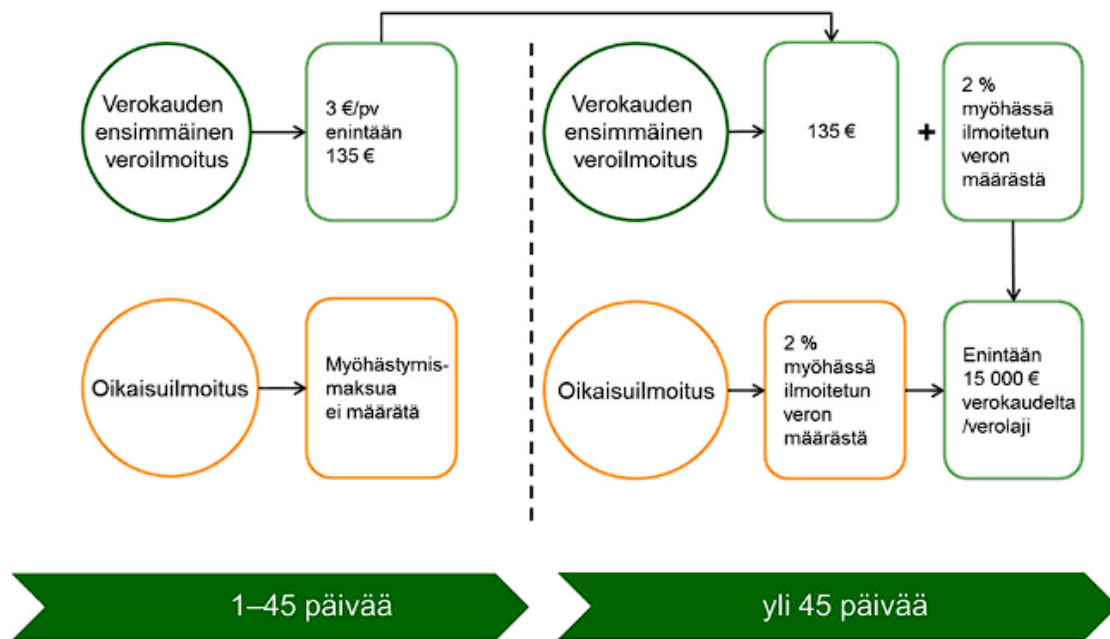 Verokauden
ensimmäinen
veroilmoitus
3 €/pv
enintään
135 €
Verokauden
ensimmäinen
veroilmoitus
135 €
+
2 %
myöhässä
ilmoitetun
veron
määrästä
Oikaisuilmoitus
Myöhästymis-
maksua
ei määrätä
Oikaisuilmoitus
2 %
myöhässä
ilmoitetun
veron
määrästä
Enintään
15 000 €
verokaudelta
/verolaji
1–45 päivää
yli 45 päivää